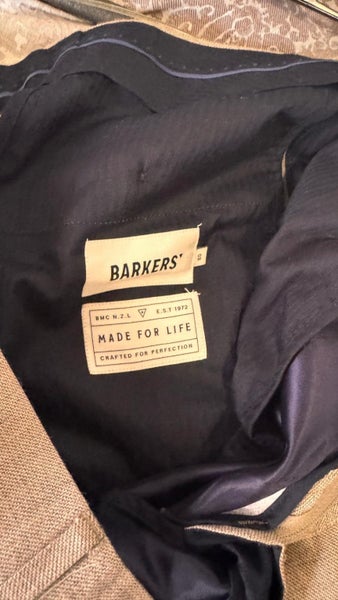 BARKERS'
BMC N.Z.L E.S.T 1972
MADE FOR LIFE
CRAFTED FOR PERFECTION